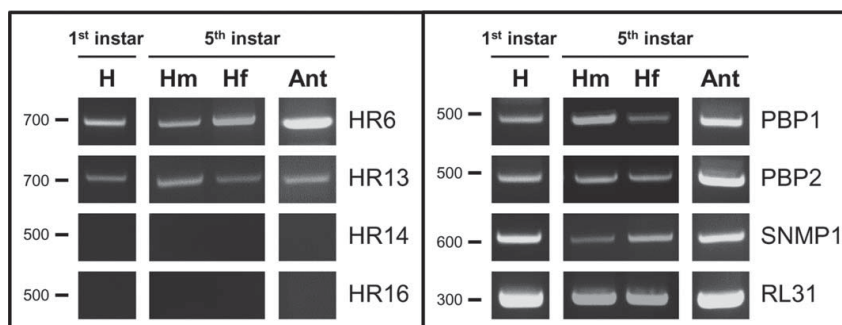 1st instar 5th instar
H Hm Hf Ant
700 HR6
700 HR13
500 HR14
500 HR16
1st instar 5th instar
H Hm Hf Ant
500 PBP1
500 PBP2
600 SNMP1
300 RL31